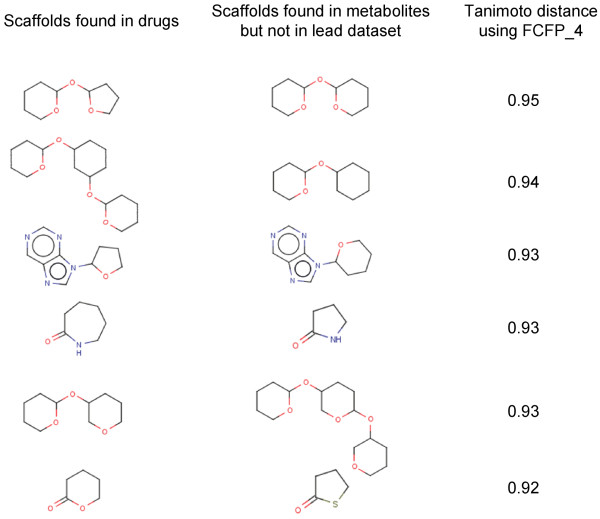 Scaffolds found in drugs
Scaffolds found in metabolites
but not in lead dataset
Tanimoto distance
using FCFP_4
O
O
O
O
O
O
0.95
O
O
O
O
O
O
0.94
N
N
N
N
O
N
N
N
N
O
0.93
O
N
H
O
NH
0.93
O
O
O
O
O
O
O
O
0.93
O
O
O
S
0.92